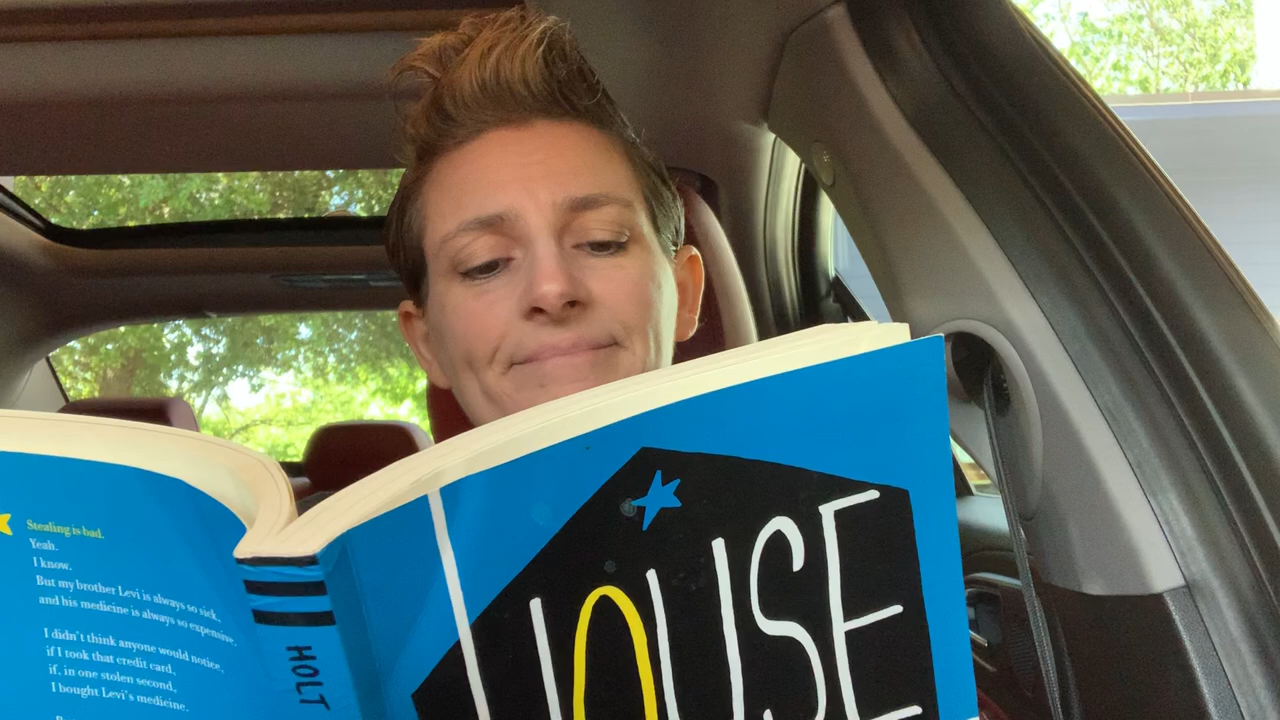 Stealing is bad.
Yeah.
I know.
But my brother Levi is always so sick,
and his medicine is always so expensive.
I didn't think anyone would notice,
if I took that credit card,
if, in one stolen second,
I bought Levi's medicine.
HOLT
HOUSE